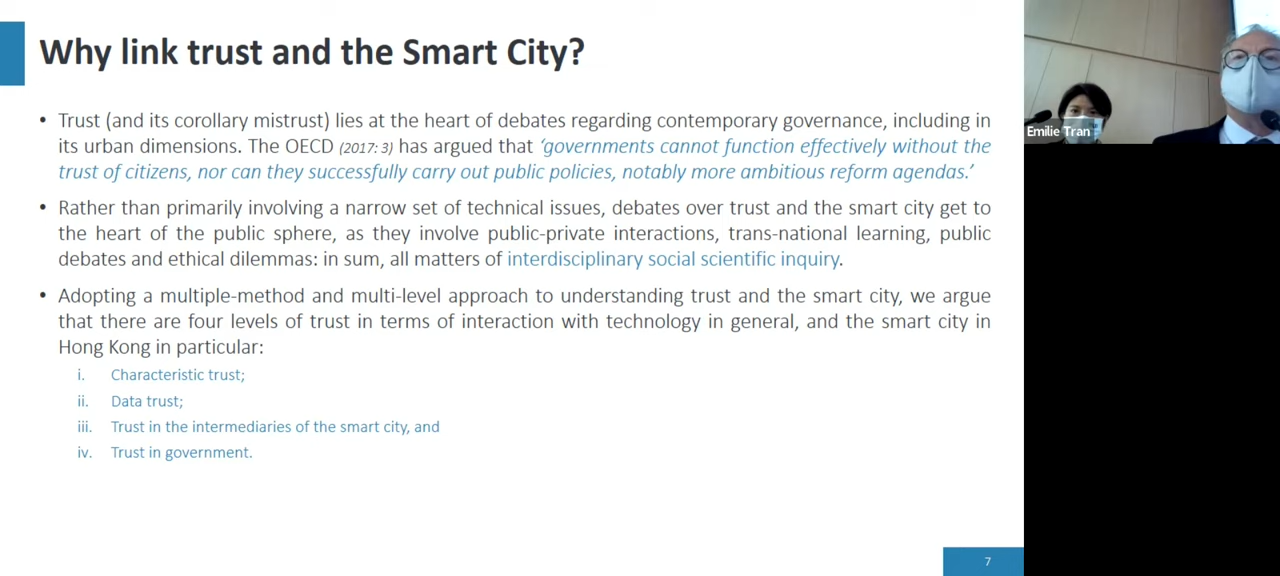 Why link trust and the Smart City?
• Trust (and its corollary mistrust) lies at the heart of debates regarding contemporary governance, including in
its urban dimensions. The OECD (2017: 3) has argued that ‘governments cannot function effectively without the
trust of citizens, nor can they successfully carry out public policies, notably more ambitious reform agendas.’
• Rather than primarily involving a narrow set of technical issues, debates over trust and the smart city get to
the heart of the public sphere, as they involve public-private interactions, trans-national learning, public
debates and ethical dilemmas: in sum, all matters of interdisciplinary social scientific inquiry.
• Adopting a multiple-method and multi-level approach to understanding trust and the smart city, we argue
that there are four levels of trust in terms of interaction with technology in general, and the smart city in
Hong Kong in particular:
i. Characteristic trust;
ii. Data trust;
iii. Trust in the intermediaries of the smart city, and
iv. Trust in government.
7
Emilie Tran